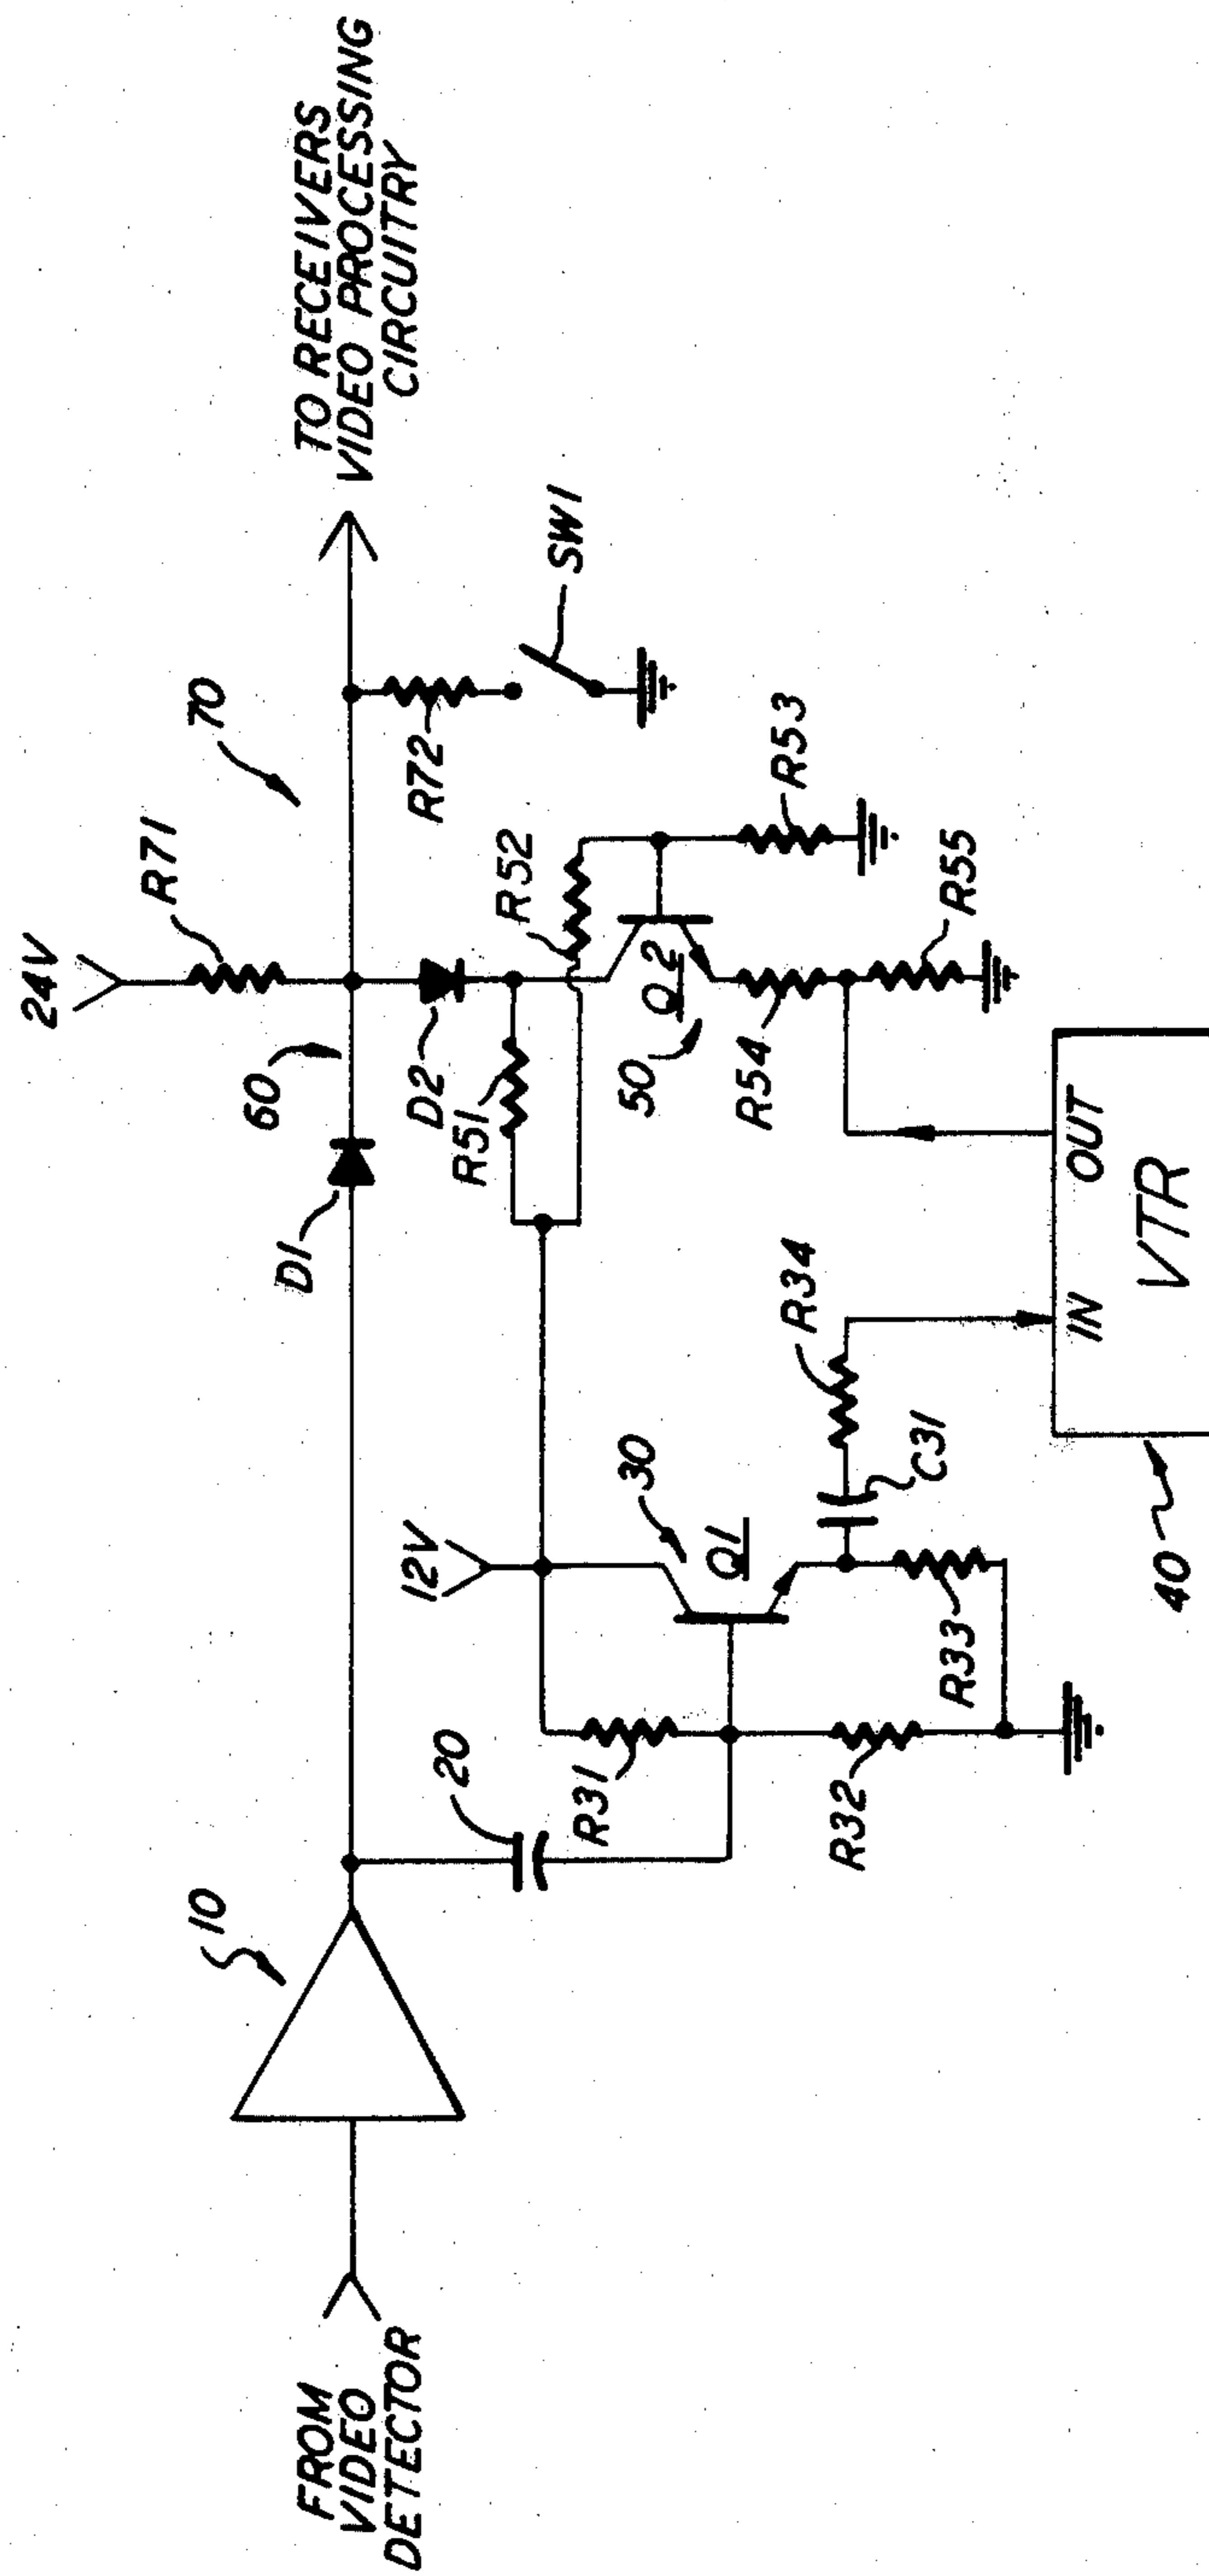 FROM
VIDEO
DETECTOR
10
20
D1
60
24V
R71
70
TO RECEIVERS
VIDEO PROCESSING
CIRCUITRY
12V
R31
R32
R33
30
Q1
C31
R34
D2
R51
R52
R72
SW1
50
Q2
R53
R54
R55
40
IN
OUT
VTR